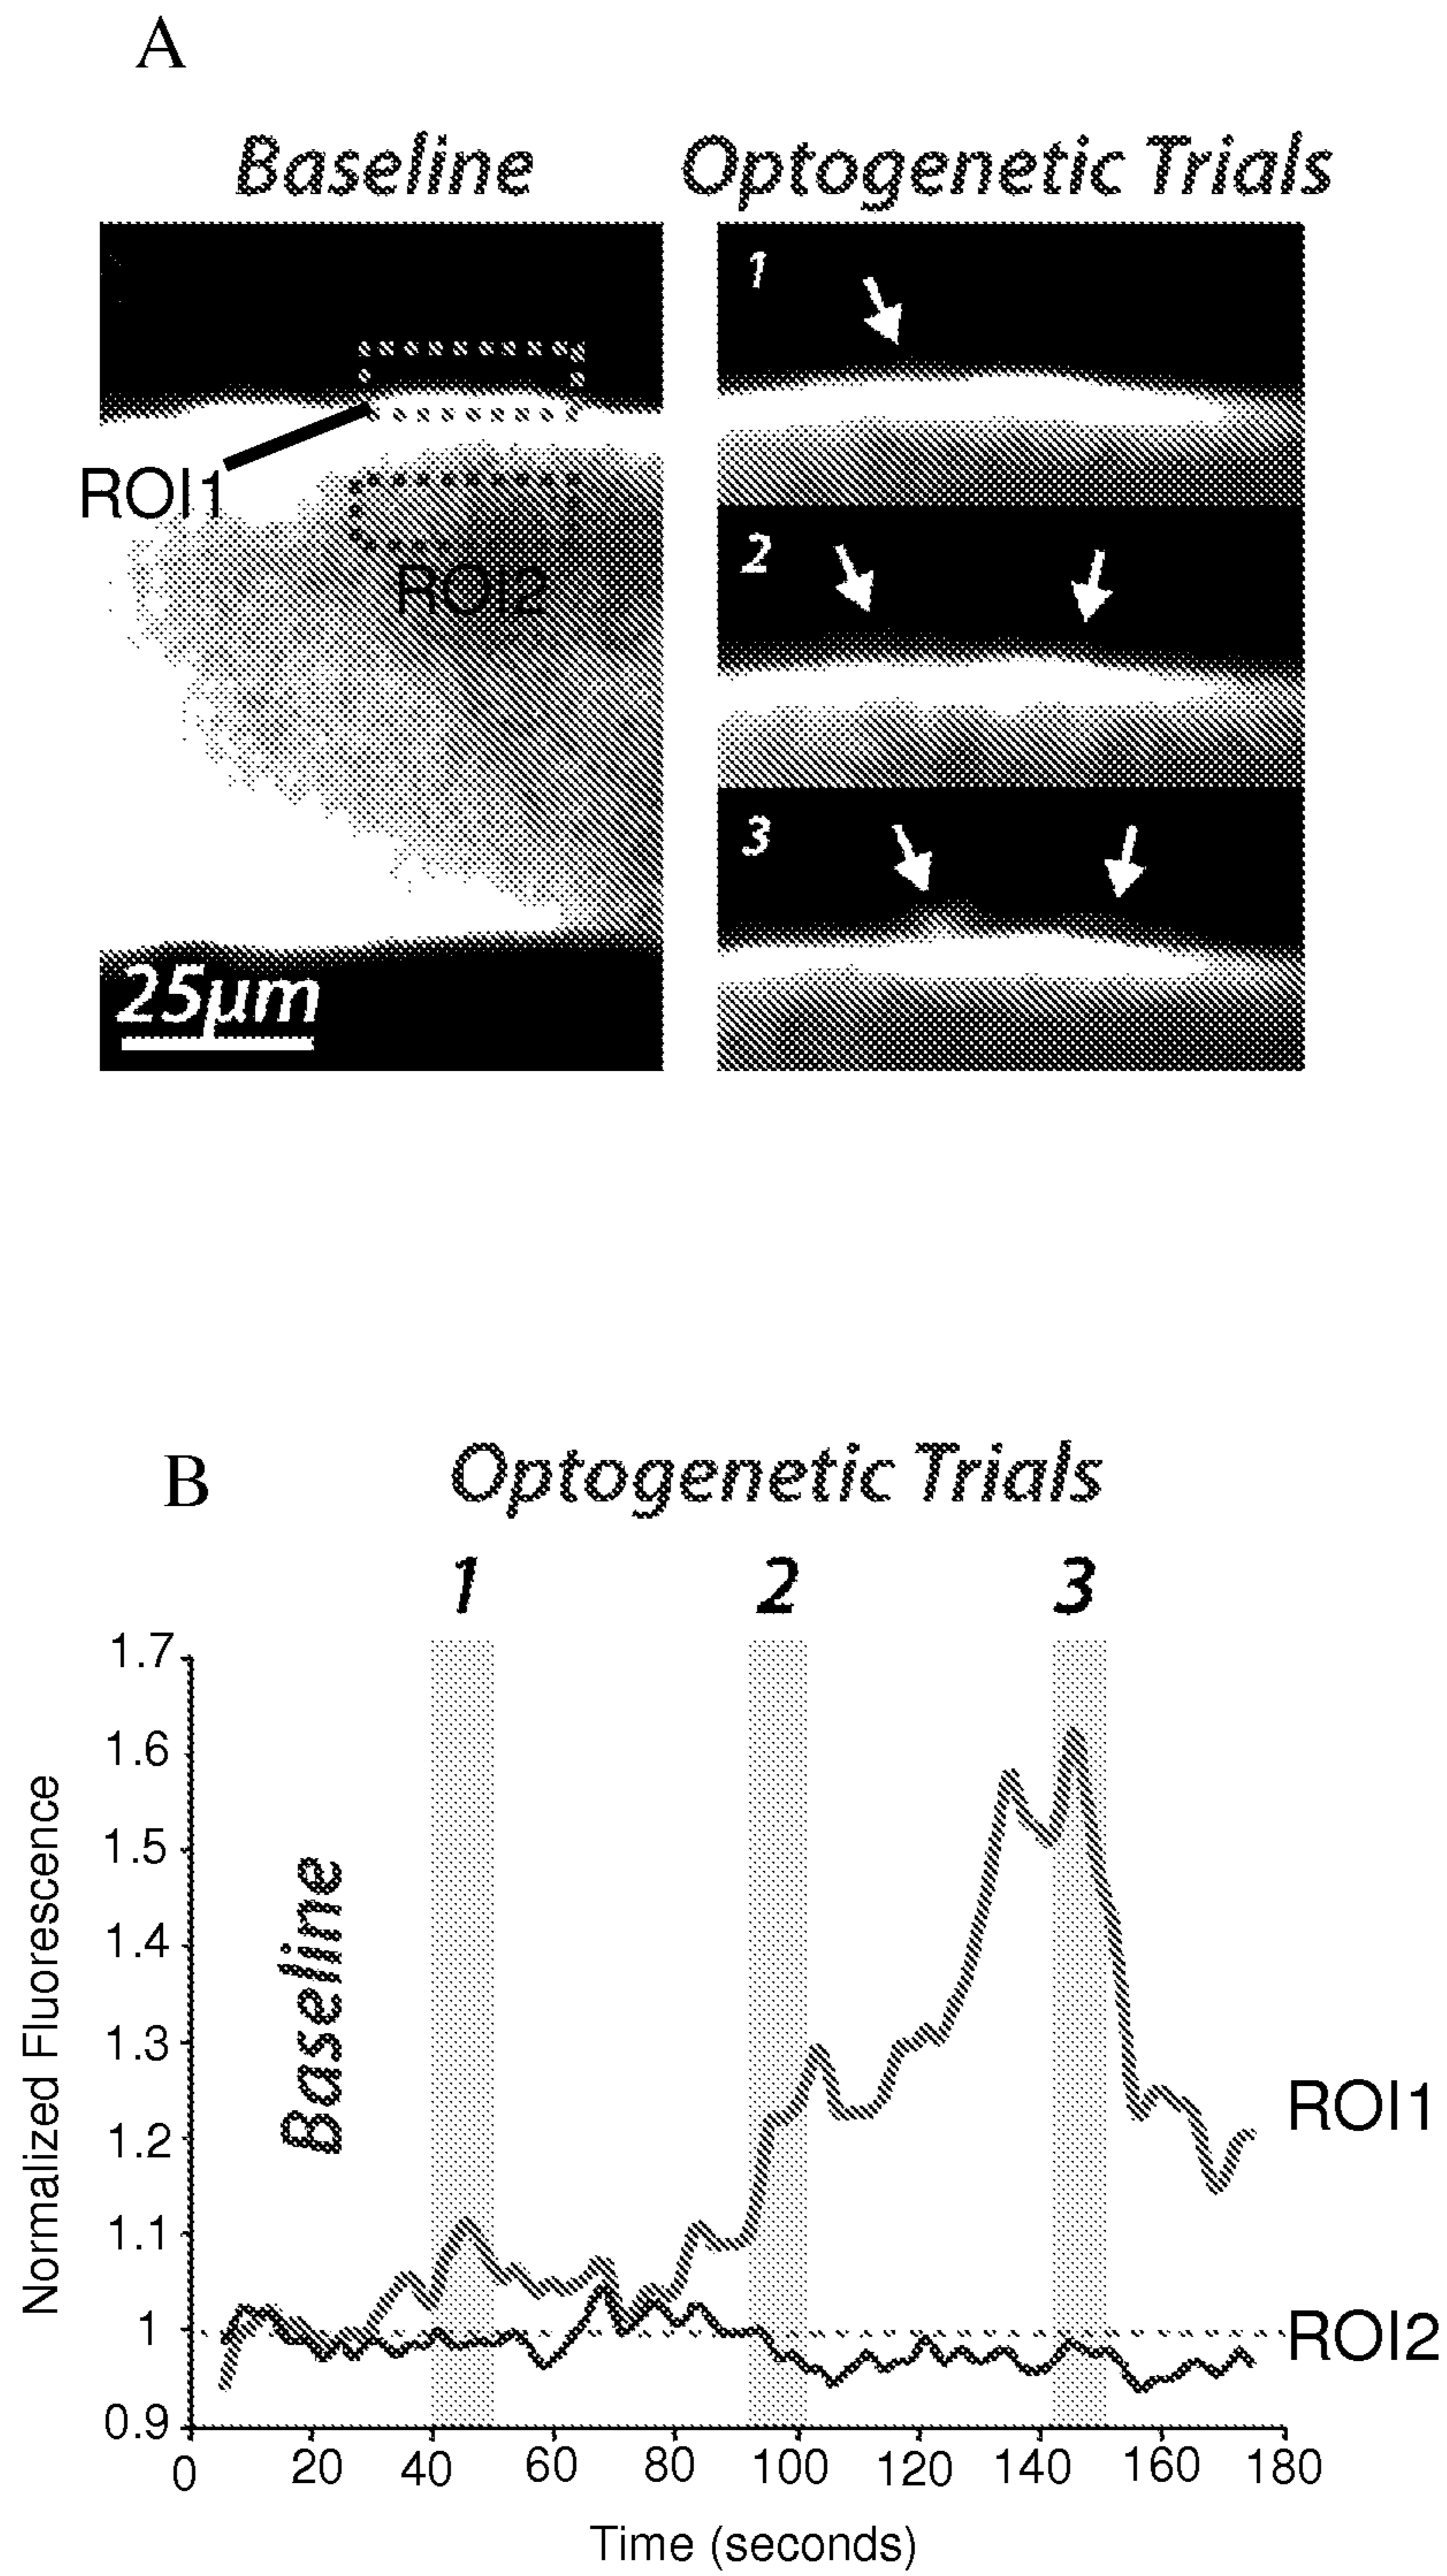 A
Baseline
Optogenetic Trials
1
ROI1
2
ROI2
3
25µm
B
Optogenetic Trials
1 2 3
1.7
1.6
1.5
1.4
1.3
1.2
1.1
1
0.9
Normalized Fluorescence
Baseline
ROI1
ROI2
0 20 40 60 80 100 120 140 160 180
Time (seconds)